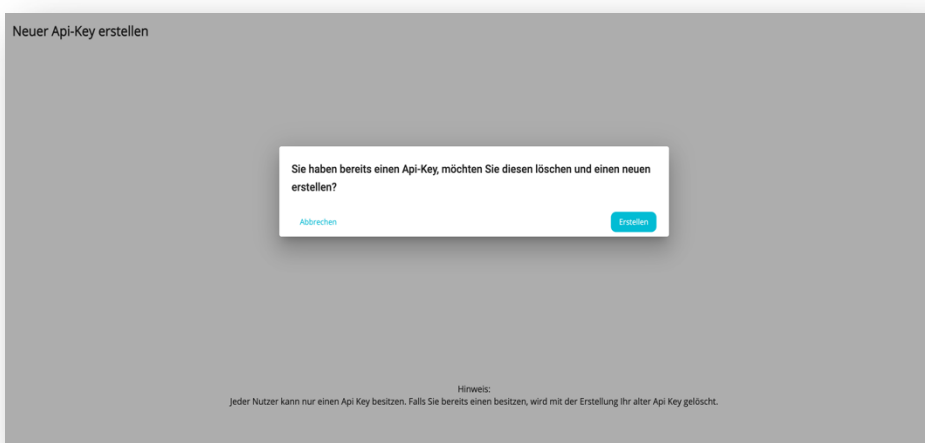 Neuer Api-Key erstellen
Sie haben bereits einen Api-Key, möchten Sie diesen löschen und einen neuen
erstellen?
Abbrechen
Erstellen
Hinweis:
Jeder Nutzer kann nur einen Api Key besitzen. Falls Sie bereits einen besitzen, wird mit der Erstellung Ihr alter Api Key gelöscht.